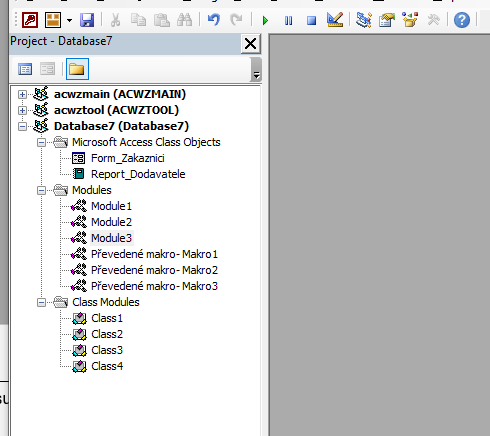 Project - Database7
acwzmain (ACWZMAIN)
acwztool (ACWZTOOL)
Database7 (Database7)
Microsoft Access Class Objects
Form_Zakaznici
Report_Dodavatele
Modules
Module1
Module2
Module3
Převedené makro- Makro1
Převedené makro- Makro2
Převedené makro- Makro3
Class Modules
Class1
Class2
Class3
Class4
su